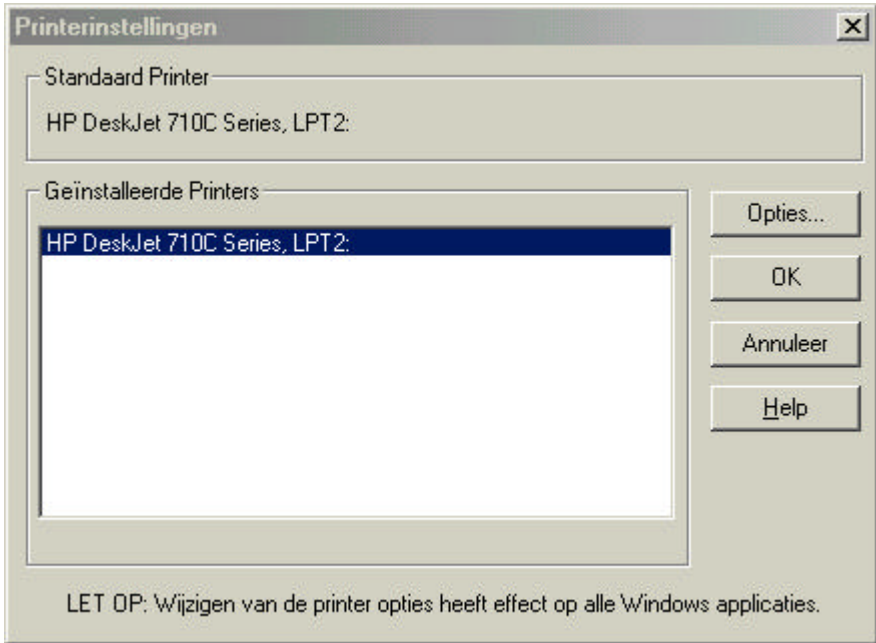 Printerinstellingen
Standaard Printer
HP DeskJet 710C Series, LPT2:
Geïnstalleerde Printers
HP DeskJet 710C Series, LPT2:
Opties...
OK
Annuleer
Help
LET OP: Wijzigen van de printer opties heeft effect op alle Windows applicaties.